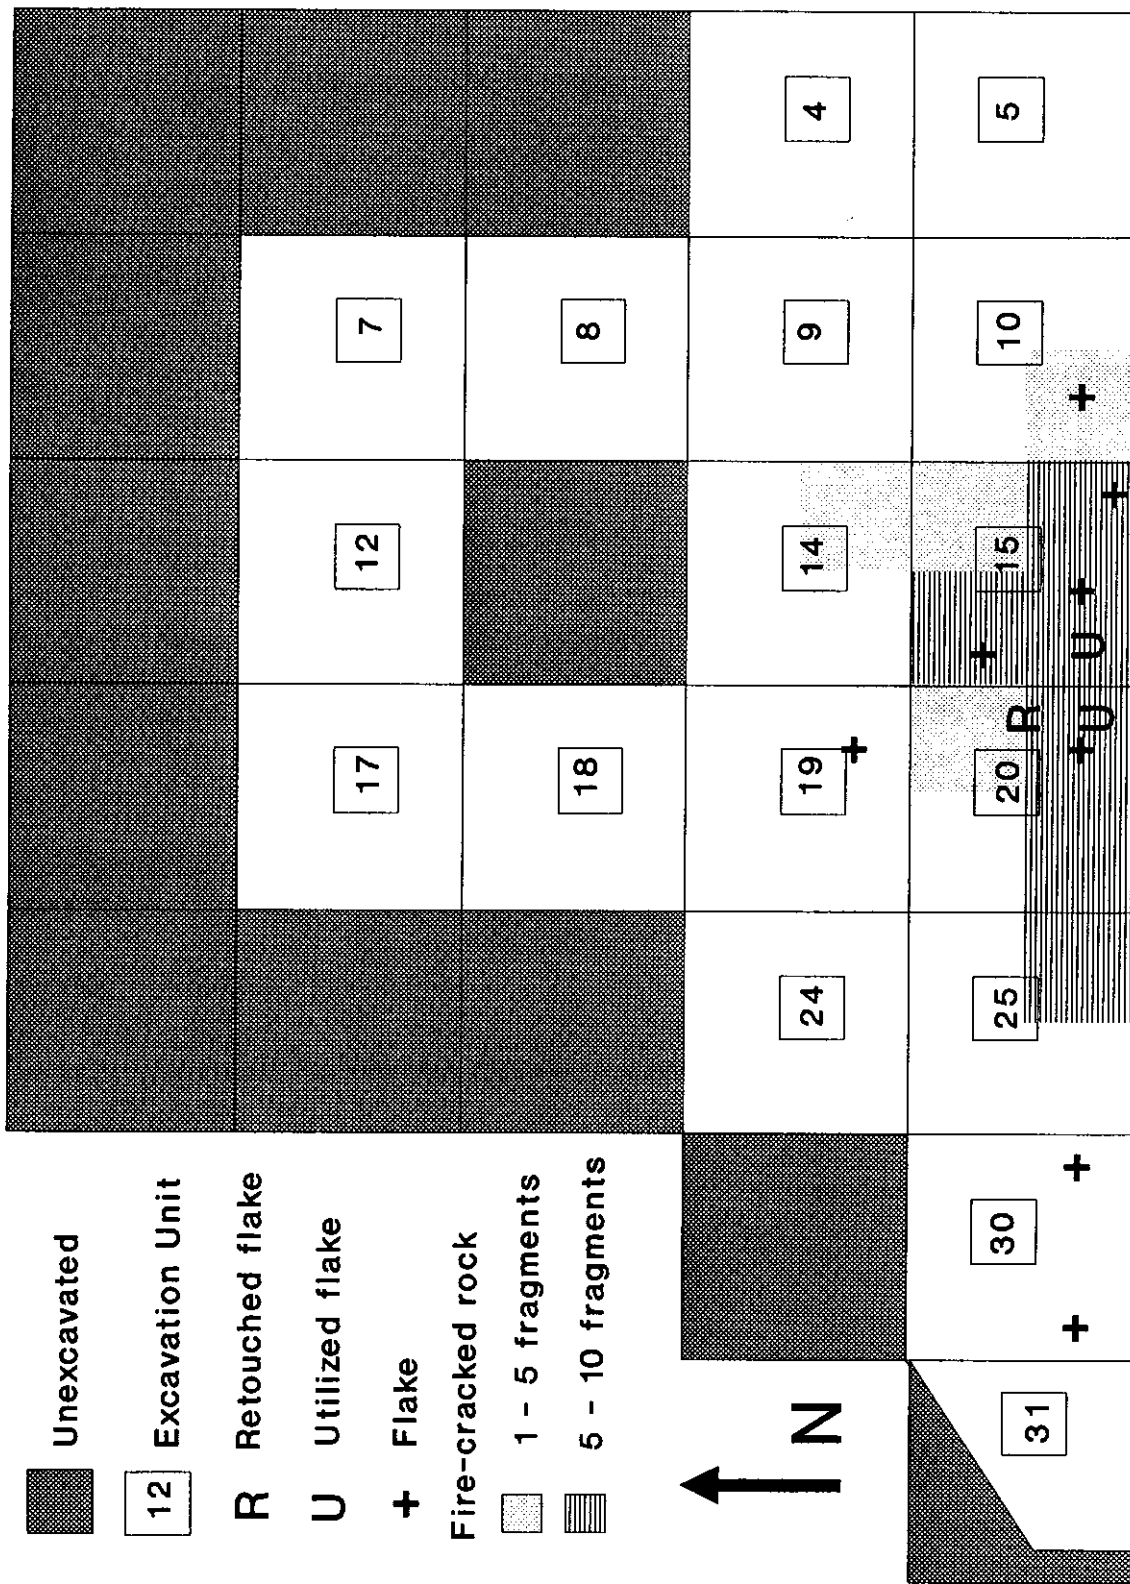 Unexcavated
12 Excavation Unit
R Retouched flake
U Utilized flake
+ Flake
Fire-cracked rock
1 - 5 fragments
5 - 10 fragments
N
17 12 7
18 8
24 19 14 9 4
31 30 25 20 15 10 5
R
U U